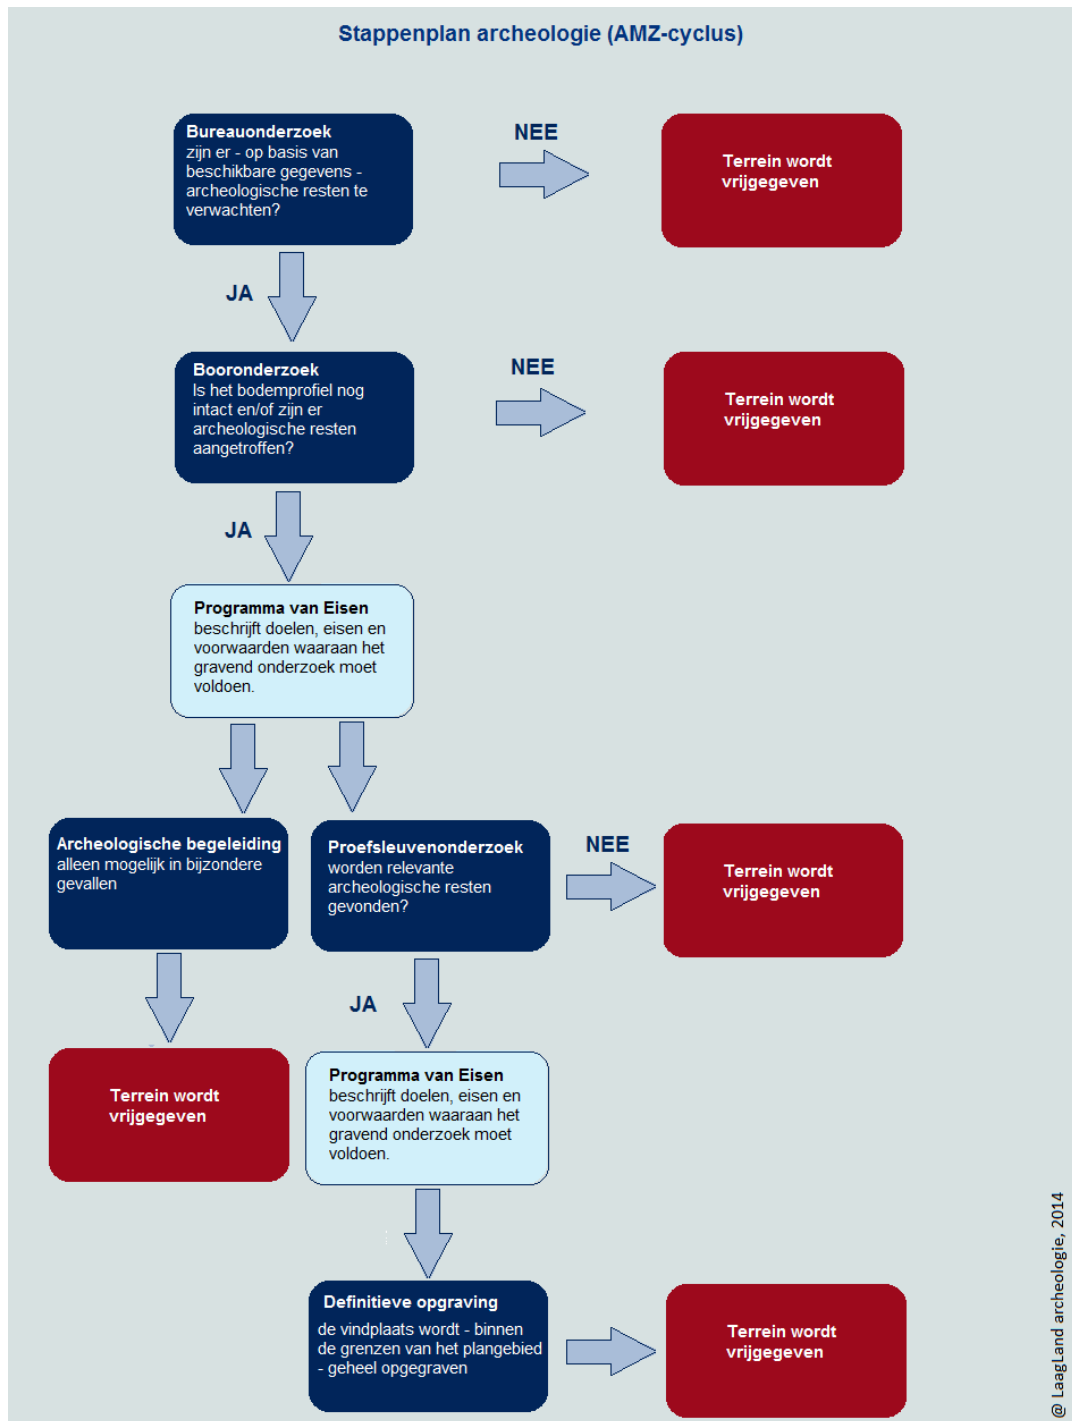 Stappenplan archeologie (AMZ-cyclus)
Bureauonderzoek
zijn er - op basis van
beschikbare gegevens -
archeologische resten te
verwachten?
NEE
Terrein wordt
vrijgegeven
JA
Booronderzoek
Is het bodemprofiel nog
intact en/of zijn er
archeologische resten
aangetroffen?
NEE
Terrein wordt
vrijgegeven
JA
Programma van Eisen
beschrijft doelen, eisen en
voorwaarden waaraan het
gravend onderzoek moet
voldoen.
Archeologische begeleiding
alleen mogelijk in bijzondere
gevallen
Proefsleuvenonderzoek
worden relevante
archeologische resten
gevonden?
NEE
Terrein wordt
vrijgegeven
JA
Terrein wordt
vrijgegeven
Programma van Eisen
beschrijft doelen, eisen en
voorwaarden waaraan het
gravend onderzoek moet
voldoen.
Definitieve opgraving
de vindplaats wordt - binnen
de grenzen van het plangebied
- geheel opgegraven
Terrein wordt
vrijgegeven
@ LaagLand archeologie, 2014